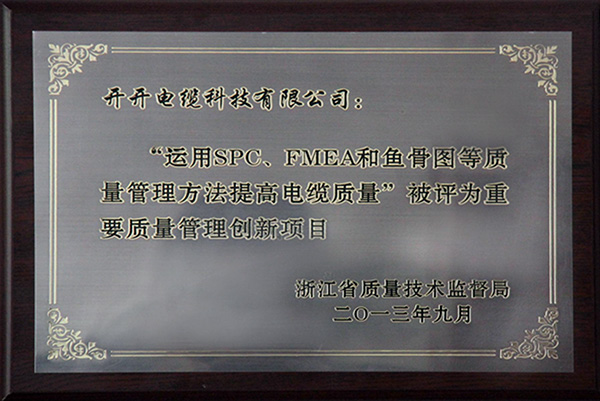 开开电缆科技有限公司：
“运用SPC、FMEA和鱼骨图等质
量管理方法提高电缆质量”被评为重
要质量管理创新项目
浙江省质量技术监督局
二〇一三年九月